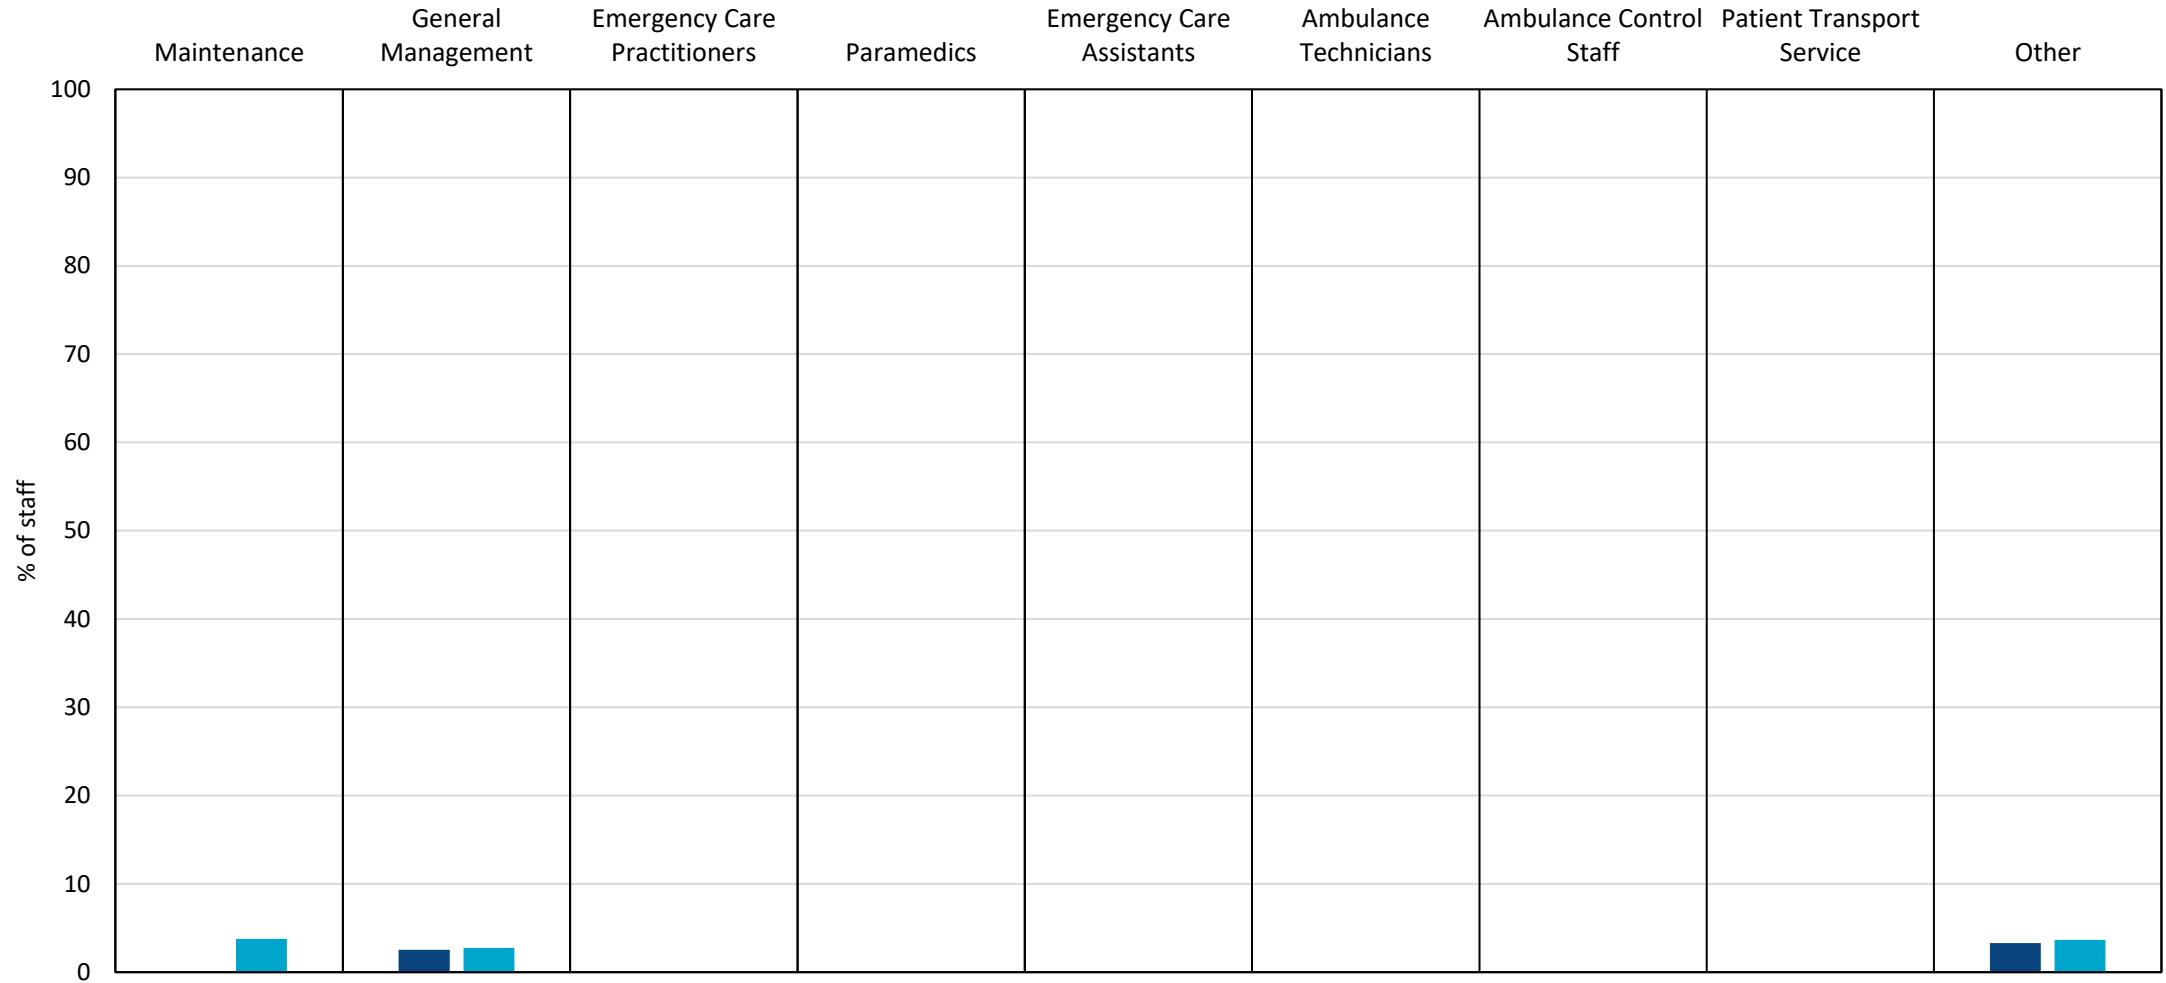 Maintenance
General
Management
Emergency Care
Practitioners
Paramedics
Emergency Care
Assistants
Ambulance
Technicians
Ambulance Control
Staff
Patient Transport
Service
Other
100
90
80
70
60
50
40
30
20
10
0
% of staff